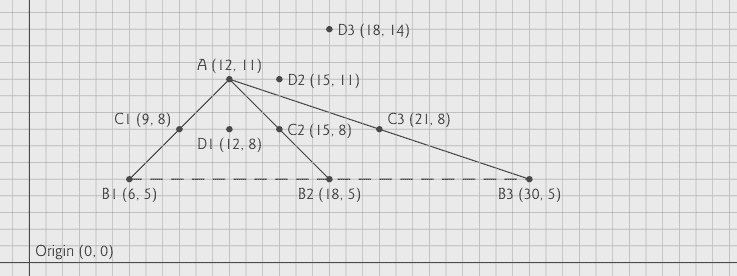 D3 (18, 14)
A (12, 11)
D2 (15, 11)
C1 (9, 8)
C3 (21, 8)
C2 (15, 8)
D1 (12, 8)
B1 (6, 5)
B2 (18, 5)
B3 (30, 5)
Origin (0, 0)